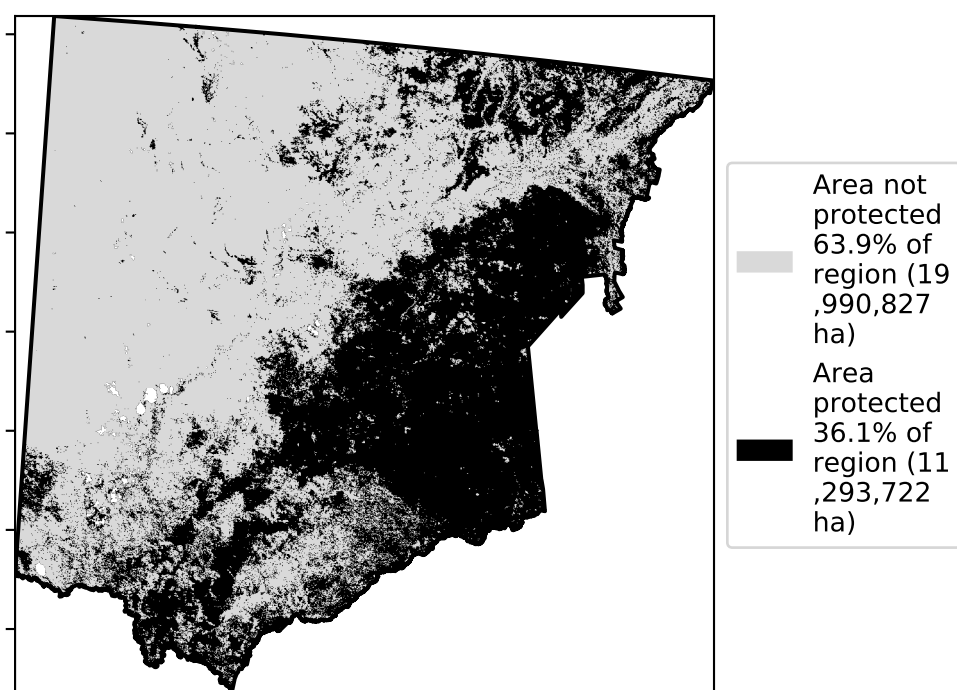 Area not
protected
63.9% of
region (19
,990,827
ha)
Area
protected
36.1% of
region (11
,293,722
ha)